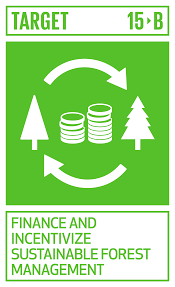 TARGET 15▸B
FINANCE AND
INCENTIVIZE
SUSTAINABLE FOREST
MANAGEMENT